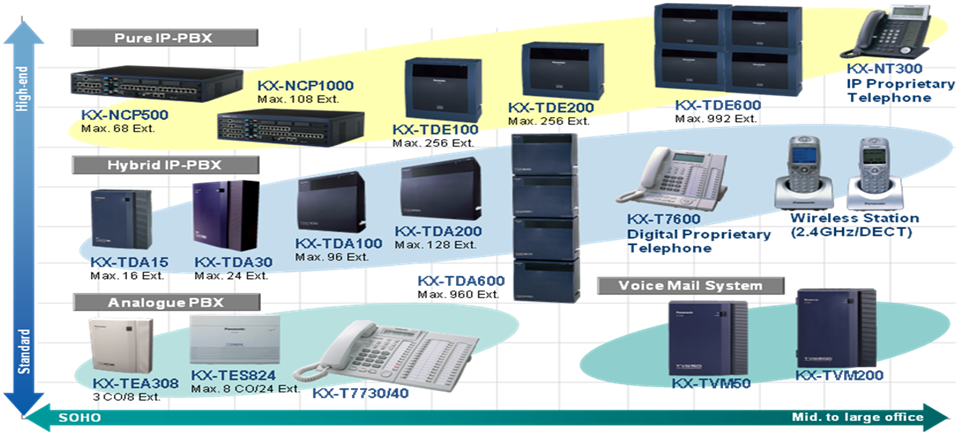 High-end
Standard
Pure IP-PBX
KX-NCP500
Max. 68 Ext.
KX-NCP1000
Max. 108 Ext.
KX-TDE100
Max. 256 Ext.
KX-TDE200
Max. 256 Ext.
KX-TDE600
Max. 992 Ext.
KX-NT300
IP Proprietary
Telephone
Hybrid IP-PBX
KX-TDA15
Max. 16 Ext.
KX-TDA30
Max. 24 Ext.
KX-TDA100
Max. 96 Ext.
KX-TDA200
Max. 128 Ext.
KX-TDA600
Max. 960 Ext.
KX-T7600
Digital Proprietary
Telephone
Wireless Station
(2.4GHz/DECT)
Analogue PBX
KX-TEA308
3 CO/8 Ext.
Panasonic
KX-TES824
Max. 8 CO/24 Ext.
KX-T7730/40
Voice Mail System
KX-TVM50
KX-TVM200
SOHO
Mid. to large office